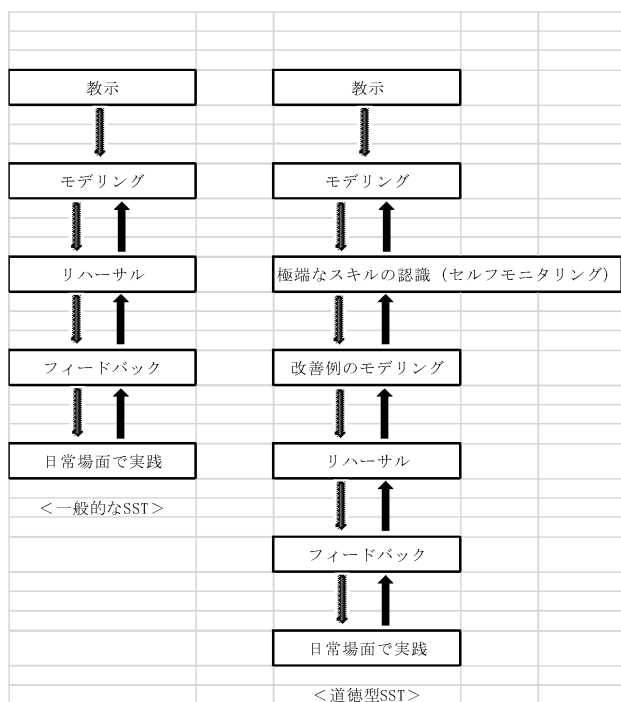 教示
モデリング
リハーサル
フィードバック
日常場面で実践
＜一般的なSST＞
教示
モデリング
極端なスキルの認識（セルフモニタリング）
改善例のモデリング
リハーサル
フィードバック
日常場面で実践
＜道徳型SST＞